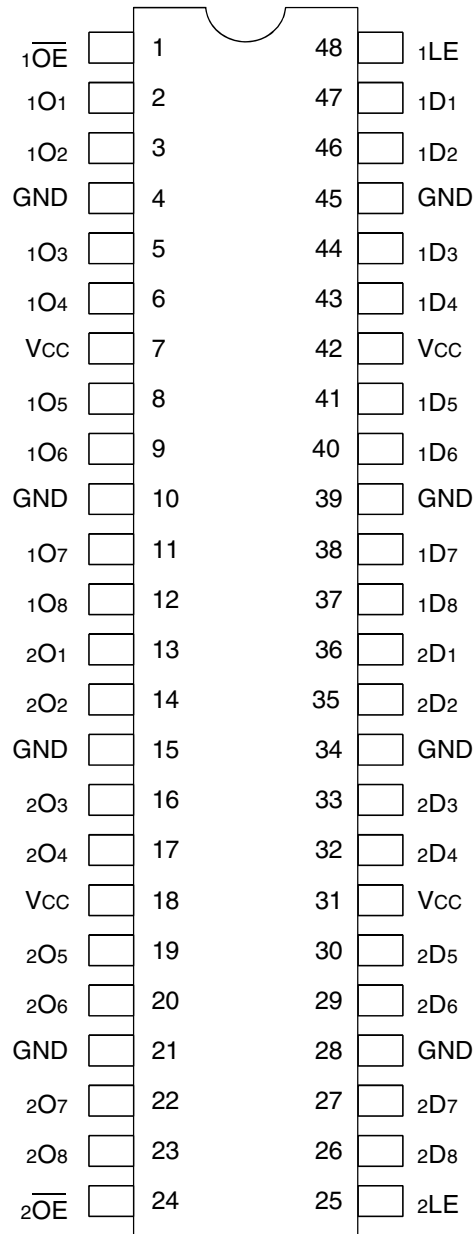 1OE 1 48 1LE
1O1 2 47 1D1
1O2 3 46 1D2
GND 4 45 GND
1O3 5 44 1D3
1O4 6 43 1D4
VCC 7 42 VCC
1O5 8 41 1D5
1O6 9 40 1D6
GND 10 39 GND
1O7 11 38 1D7
1O8 12 37 1D8
2O1 13 36 2D1
2O2 14 35 2D2
GND 15 34 GND
2O3 16 33 2D3
2O4 17 32 2D4
VCC 18 31 VCC
2O5 19 30 2D5
2O6 20 29 2D6
GND 21 28 GND
2O7 22 27 2D7
2O8 23 26 2D8
2OE 24 25 2LE